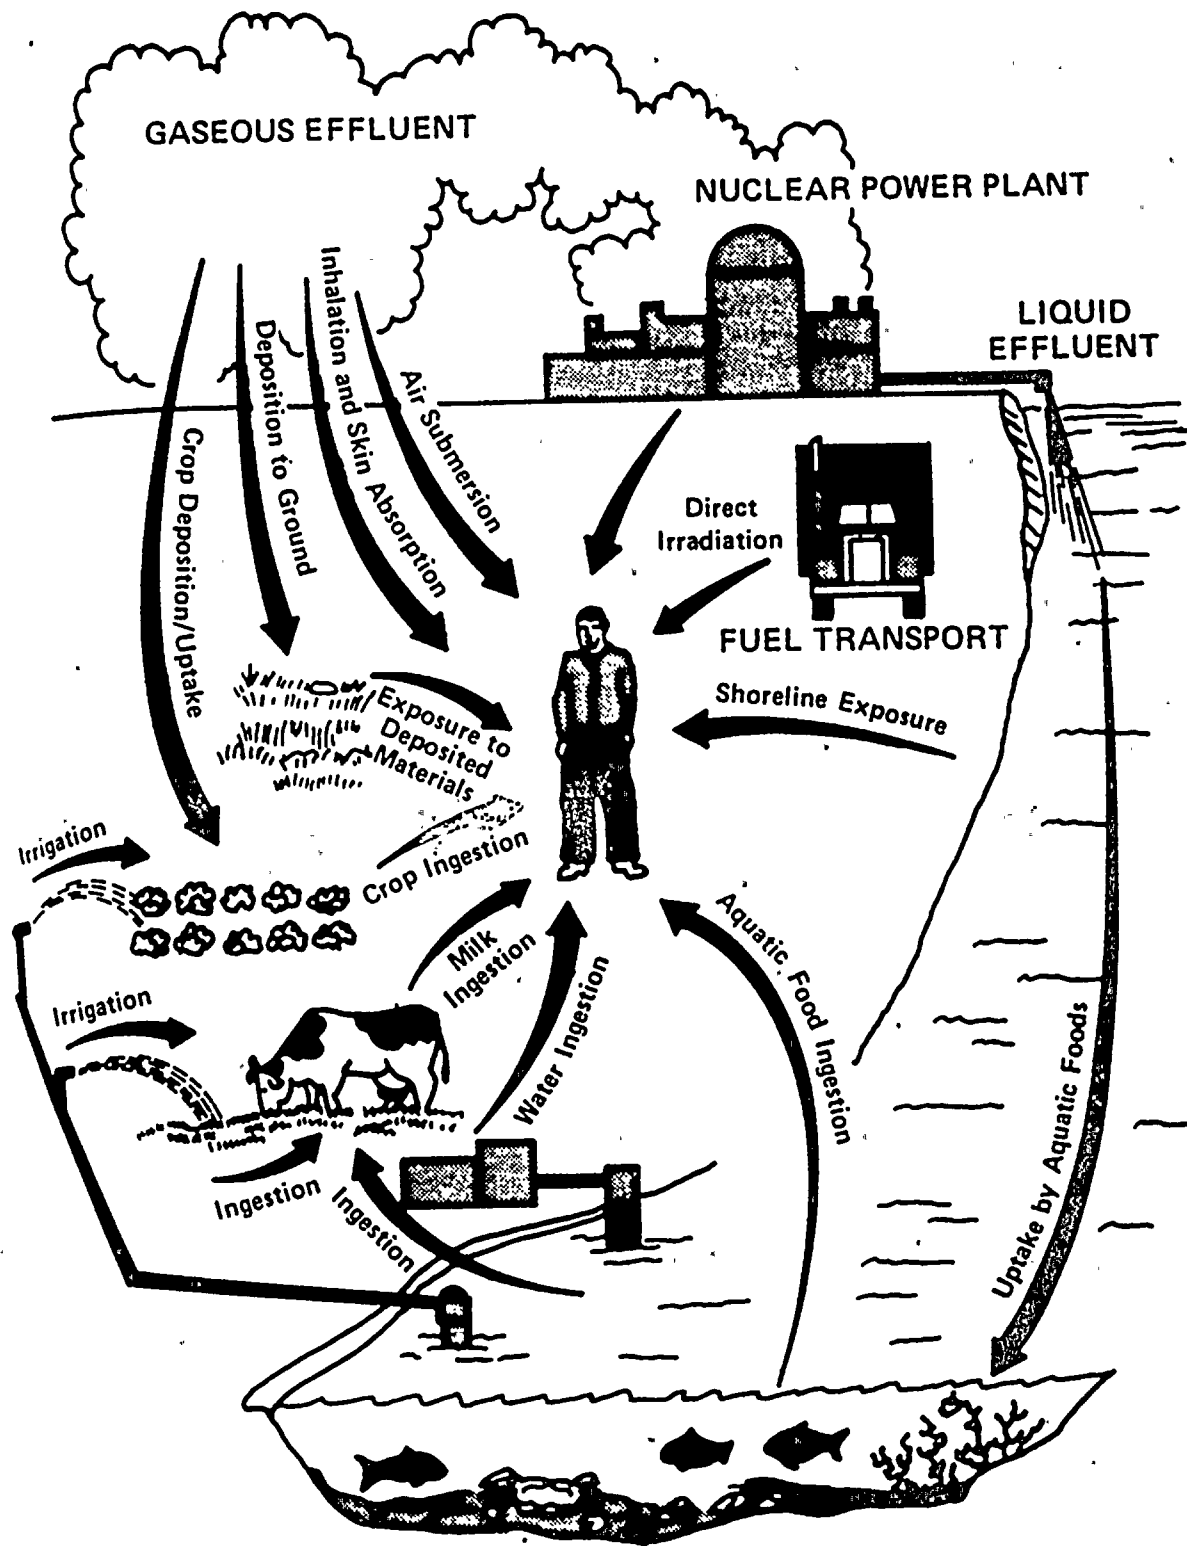 GASEOUS EFFLUENT
NUCLEAR POWER PLANT
LIQUID
EFFLUENT
Inhalation and Skin Absorption
Deposition to Ground
Air Submersion
Crop Deposition/Uptake
Direct
Irradiation
FUEL TRANSPORT
Shoreline Exposure
Exposure to
Deposited
Materials
Irrigation
Crop Ingestion
Milk
Ingestion
Aquatic Food Ingestion
Water Ingestion
Irrigation
Uptake by Aquatic Foods
Ingestion
Ingestion